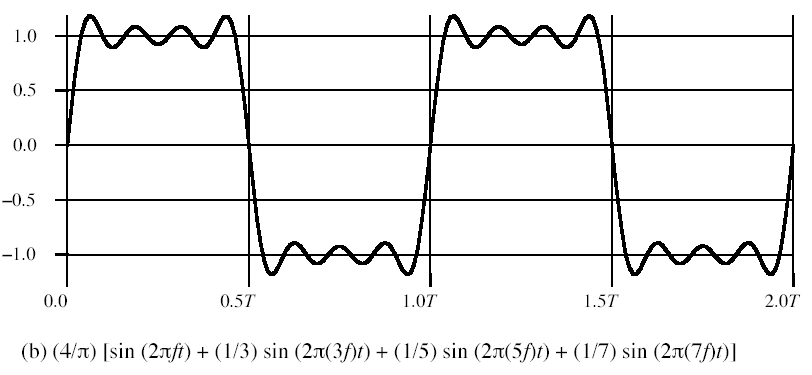 1.0
0.5
0.0
−0.5
−1.0
0.0 0.5T 1.0T 1.5T 2.0T
(b) (4/π) [sin (2πft) + (1/3) sin (2π(3f)t) + (1/5) sin (2π(5f)t) + (1/7) sin (2π(7f)t)]